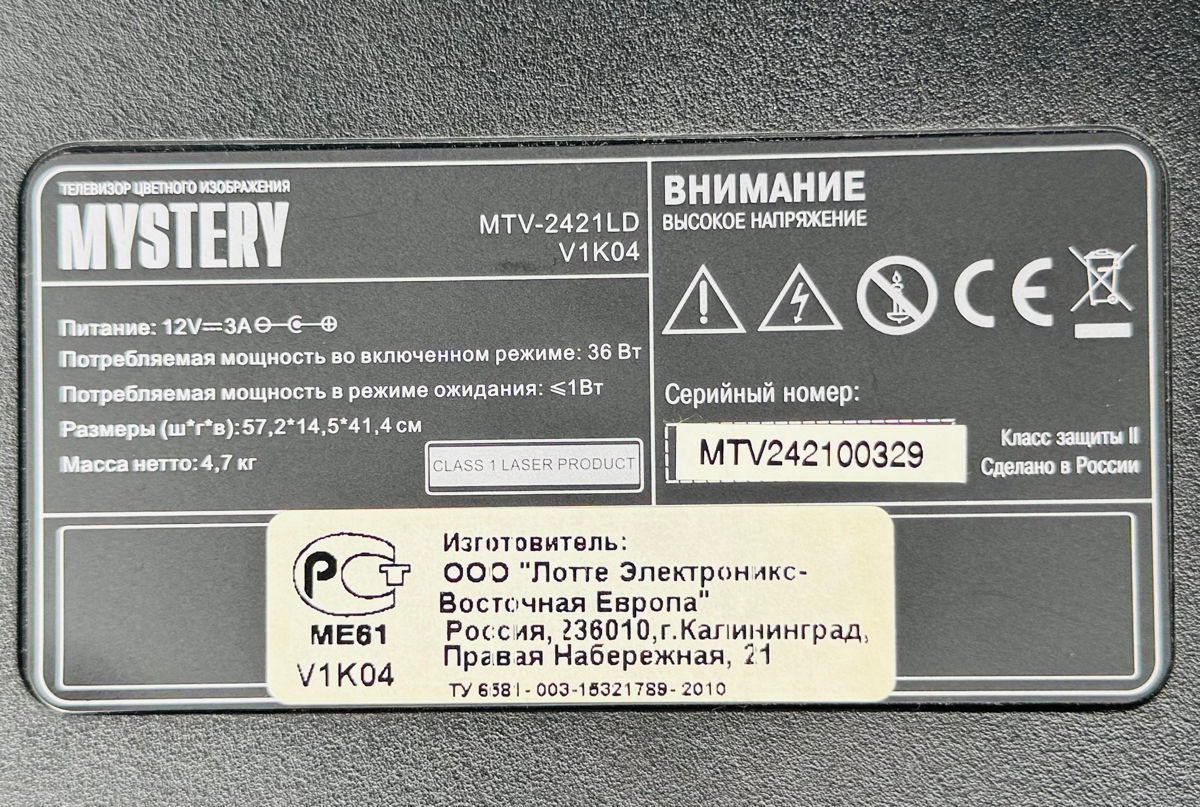 ТЕЛЕВИЗОР ЦВЕТНОГО ИЗОБРАЖЕНИЯ
MYSTERY
MTV-2421LD
V1K04
Питание: 12V 3A
Потребляемая мощность во включенном режиме: 36 Вт
Потребляемая мощность в режиме ожидания: ⩽1Вт
Размеры (ш*г*в):57,2*14,5*41,4 см
Масса нетто: 4,7 кг
CLASS 1 LASER PRODUCT
ВНИМАНИЕ
ВЫСОКОЕ НАПРЯЖЕНИЕ
CE
Серийный номер:
MTV242100329
Класс защиты II
Сделано в России
РСТ
ME61
V1K04
Изготовитель:
ООО "Лотте Электроникс-
Восточная Европа"
Россия, 236010,г.Калининград,
Правая Набережная, 21
ТУ 6581-003-15321789-2010